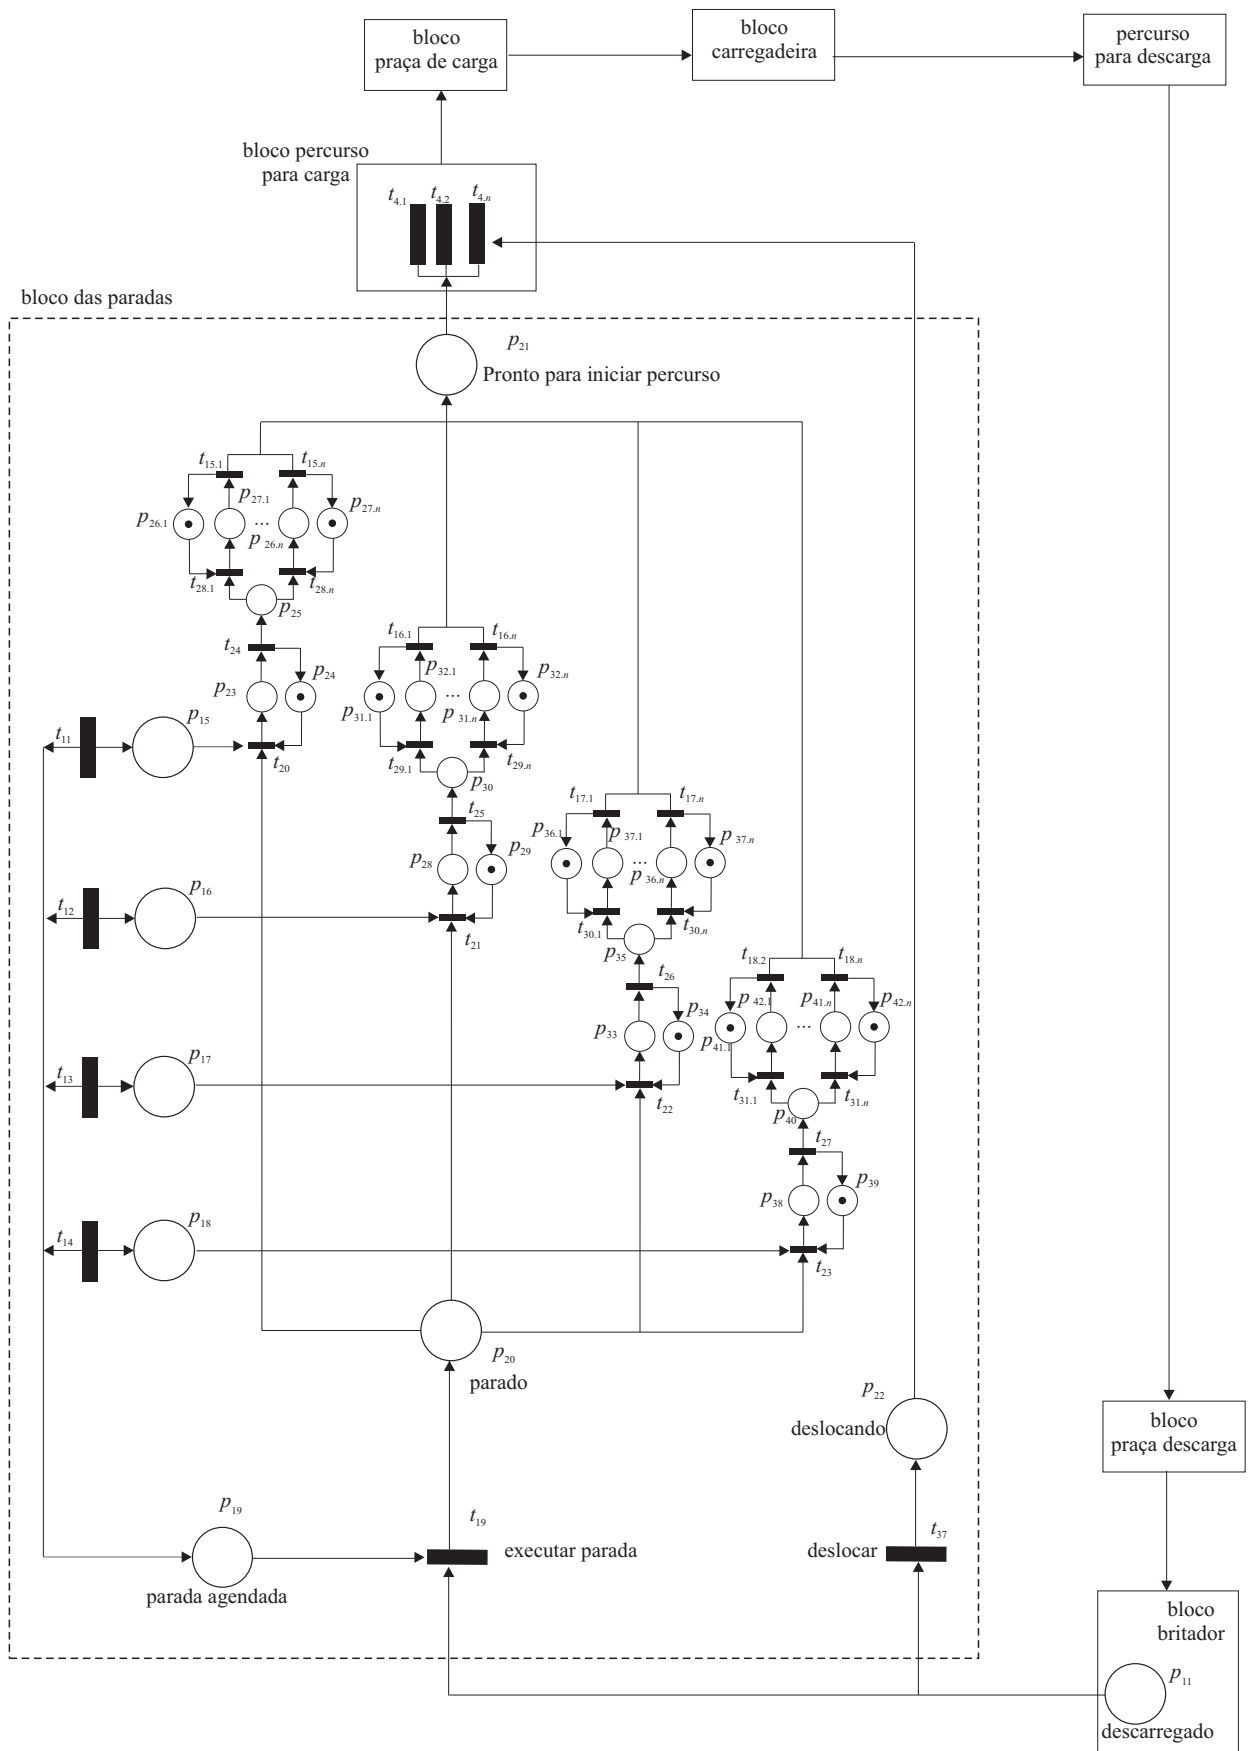 bloco
praça de carga
bloco
carregadeira
percurso
para descarga
bloco percurso
para carga
t4.1
t4.2
t4.n
bloco das paradas
p21
Pronto para iniciar percurso
t15.1
t15.n
p27.1
p26.1
p27.n
...
p26.n
t28.1
t28.n
p25
t24
p23
p24
t16.1
t16.n
p32.1
p32.n
...
p31.1
p31.n
t29.1
t29.n
p30
t11
p15
t20
t25
p28
p29
t17.1
t17.n
p36.1
p37.1
p37.n
...
p36.n
t12
p16
t21
t30.1
t30.n
p35
t26
p33
p34
t18.2
t18.n
p42.1
p41.n
p42.n
...
p41.1
t13
p17
t22
t31.1
t31.n
p40
t27
p38
p39
t14
p18
t23
p20
parado
p22
deslocando
bloco
praça descarga
p19
parada agendada
t19
executar parada
t37
deslocar
bloco
britador
p11
descarregado